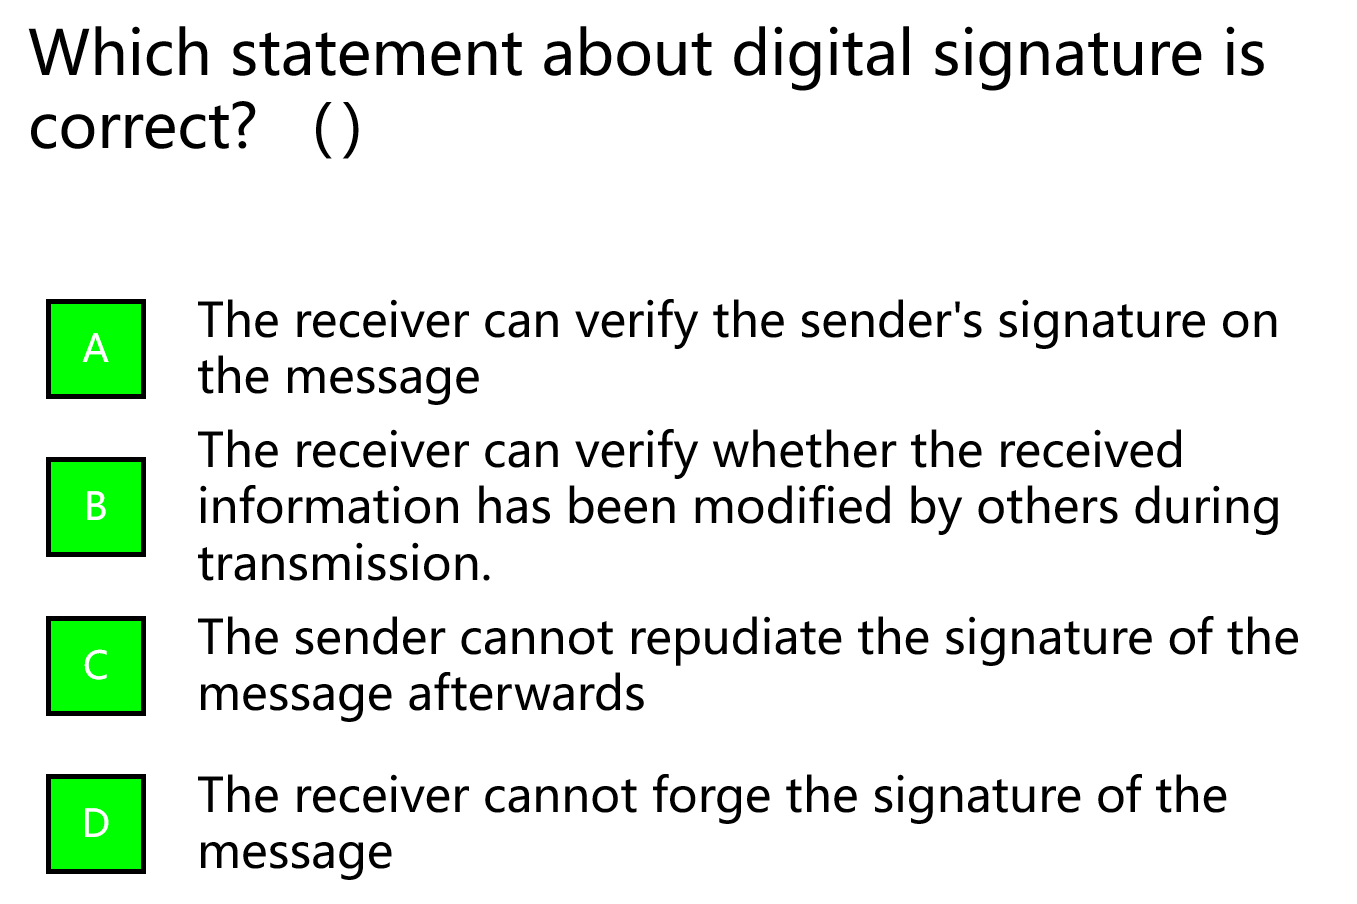 Which statement about digital signature is
correct? ()
A
The receiver can verify the sender's signature on
the message
B
The receiver can verify whether the received
information has been modified by others during
transmission.
C
The sender cannot repudiate the signature of the
message afterwards
D
The receiver cannot forge the signature of the
message